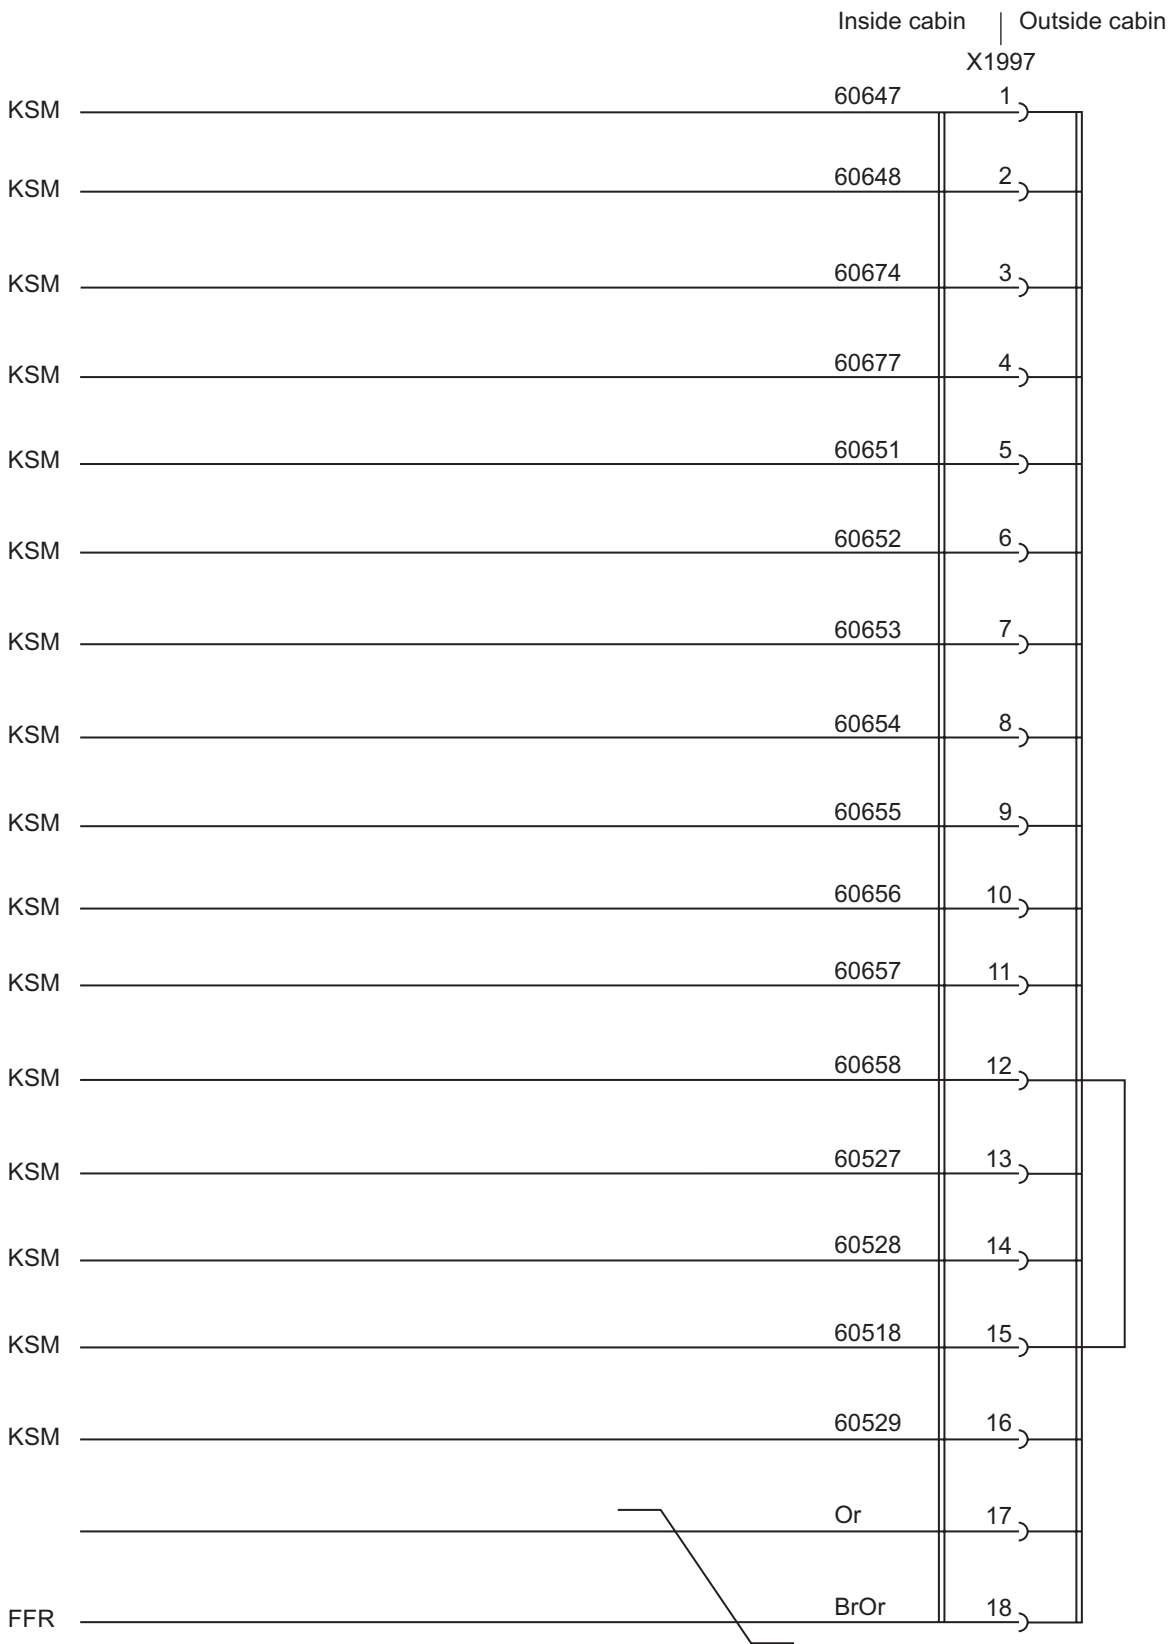 Inside cabin | Outside cabin
X1997
KSM 60647 1
KSM 60648 2
KSM 60674 3
KSM 60677 4
KSM 60651 5
KSM 60652 6
KSM 60653 7
KSM 60654 8
KSM 60655 9
KSM 60656 10
KSM 60657 11
KSM 60658 12
KSM 60527 13
KSM 60528 14
KSM 60518 15
KSM 60529 16
Or 17
FFR BrOr 18